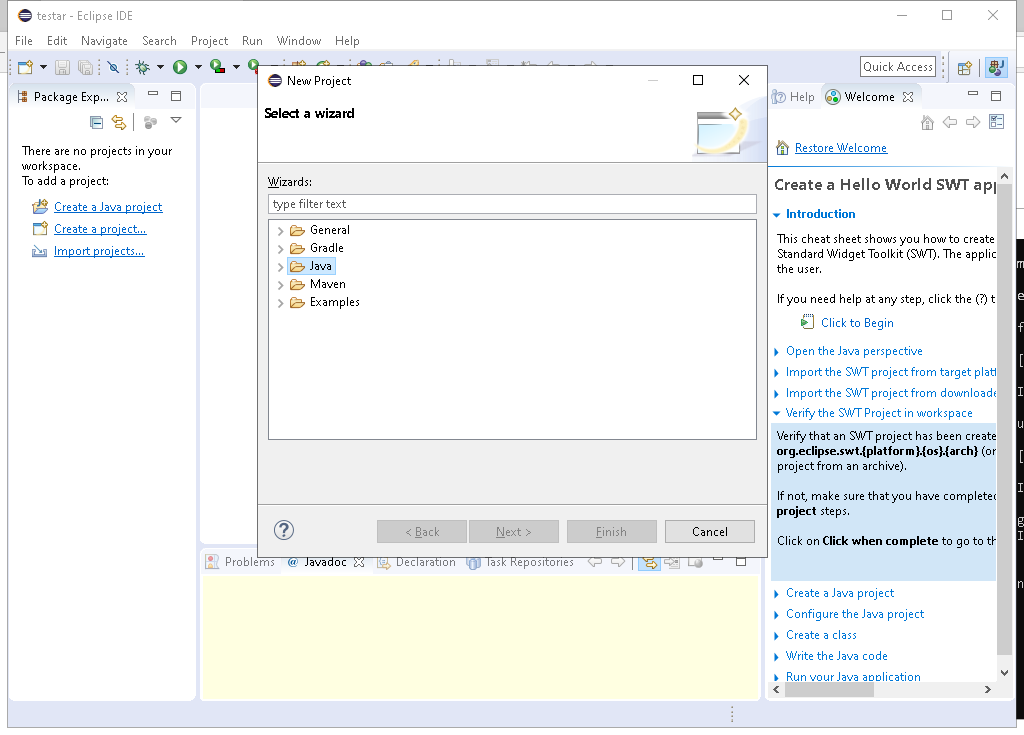 testar - Eclipse IDE
File Edit Navigate Search Project Run Window Help
Quick Access
Package Exp...
There are no projects in your
workspace.
To add a project:
Create a Java project
Create a project...
Import projects...
New Project
Select a wizard
Wizards:
type filter text
General
Gradle
Java
Maven
Examples
?
< Back Next > Finish Cancel
Problems @ Javadoc Declaration Task Repositories
Help Welcome
Restore Welcome
Create a Hello World SWT app
Introduction
This cheat sheet shows you how to create
Standard Widget Toolkit (SWT). The applic
the user.
If you need help at any step, click the (?) t
Click to Begin
Open the Java perspective
Import the SWT project from target platf
Import the SWT project from downloade
Verify the SWT Project in workspace
Verify that an SWT project has been create
org.eclipse.swt.{platform}.{os}.{arch} (or
project from an archive).
If not, make sure that you have completed
project steps.
Click on Click when complete to go to th
Create a Java project
Configure the Java project
Create a class
Write the Java code
Run your Java application